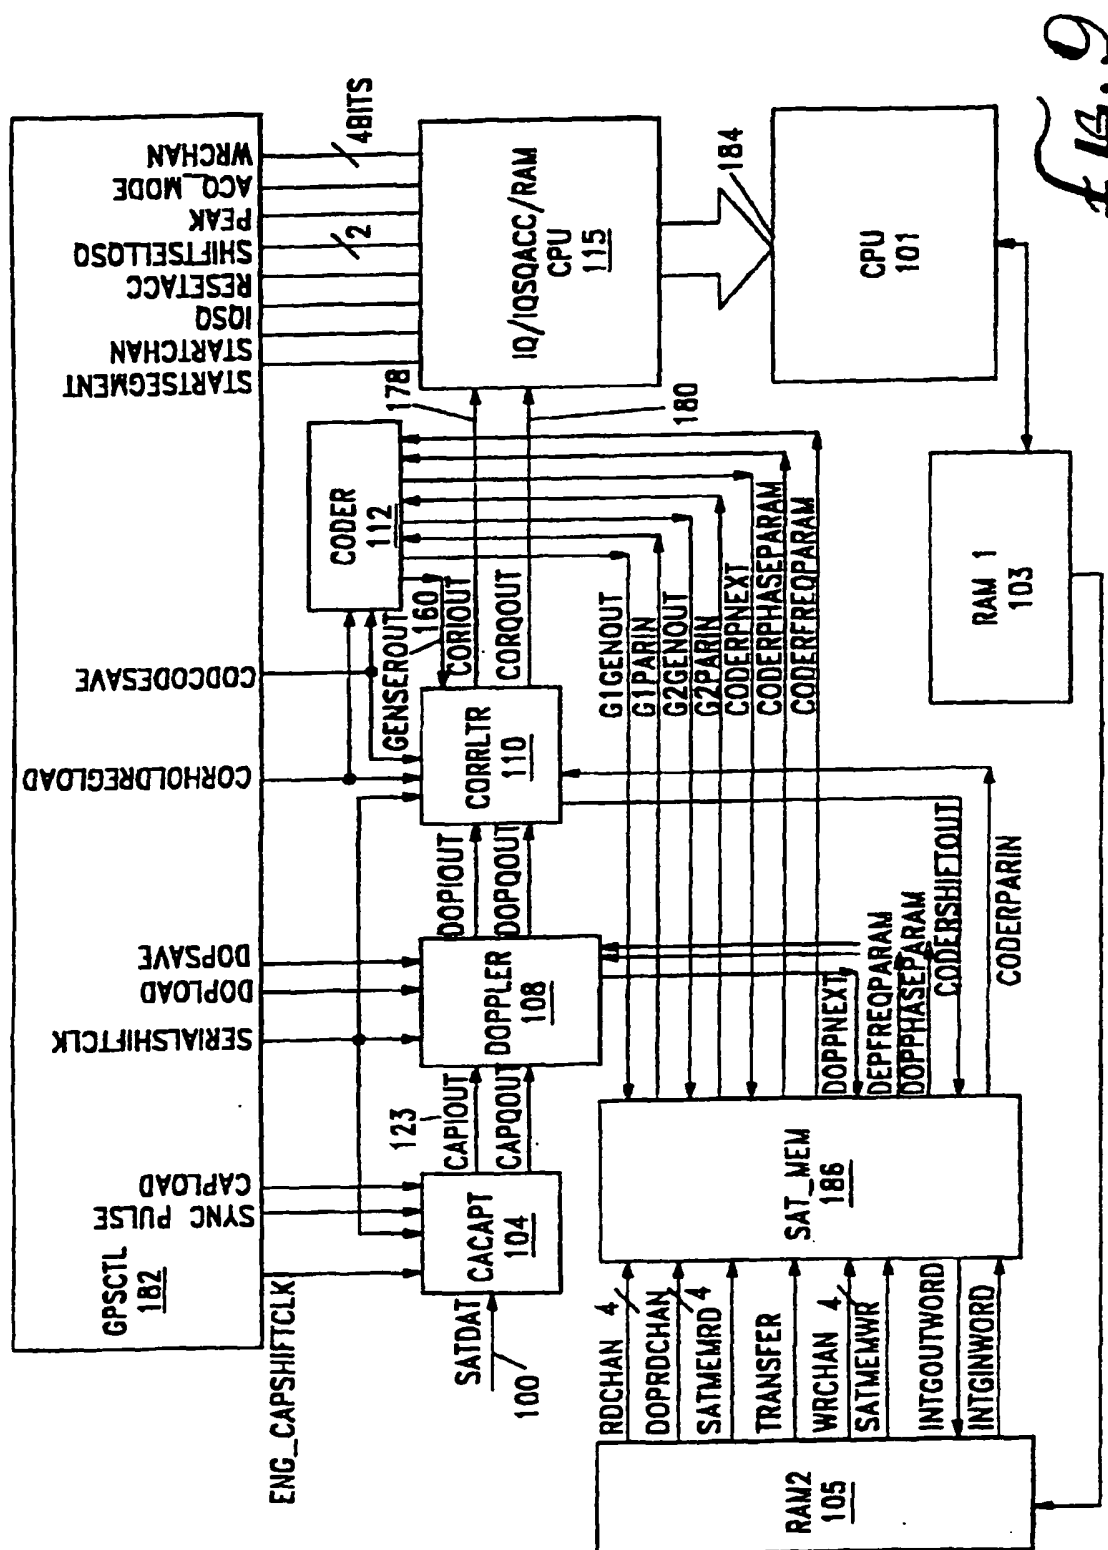 GPSCTL
182
ENG_CAPSHIFTCLK
SYNC PULSE
CAPLOAD
SERIALSHIFTCLK
DOPLOAD
DOPSAVE
CORHOLDREGLOAD
CODCODESAVE
STARTSEGMENT
STARTCHAN
IQSQ
RESETACC
SHIFTSELLQSQ
2
PEAK
ACQ_MODE
WRCHAN
4BITS
SATDAT
100
CACAPT
104
123
CAPIOUT
CAPQOUT
DOPPLER
108
DOPIOUT
DOPQOUT
CORRLTR
110
GENSEROUT
160
CORIOUT
CORQOUT
CODER
112
178
180
IQ/IQSQACC/RAM
CPU
115
184
CPU
101
RAM 1
103
G1GENOUT
G1PARIN
G2GENOUT
G2PARIN
CODERPNEXT
CODERPHASEPARAM
CODERFREQPARAM
DOPPNEXT
DEPFREQPARAM
DOPPHASEPARAM
CODERSHIFTOUT
CODERPARIN
SAT_MEM
186
RDCHAN 4
DOPRDCHAN 4
SATMEMRD
TRANSFER
WRCHAN 4
SATMEMWR
INTGOUTWORD
INTGINWORD
RAM2
105
FIG. 9